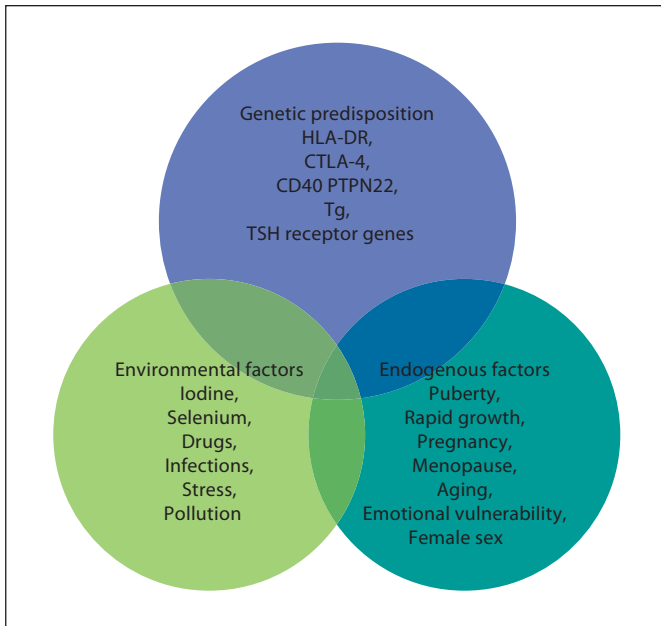 Genetic predisposition
HLA-DR,
CTLA-4,
CD40 PTPN22,
Tg,
TSH receptor genes
Environmental factors
Iodine,
Selenium,
Drugs,
Infections,
Stress,
Pollution
Endogenous factors
Puberty,
Rapid growth,
Pregnancy,
Menopause,
Aging,
Emotional vulnerability,
Female sex